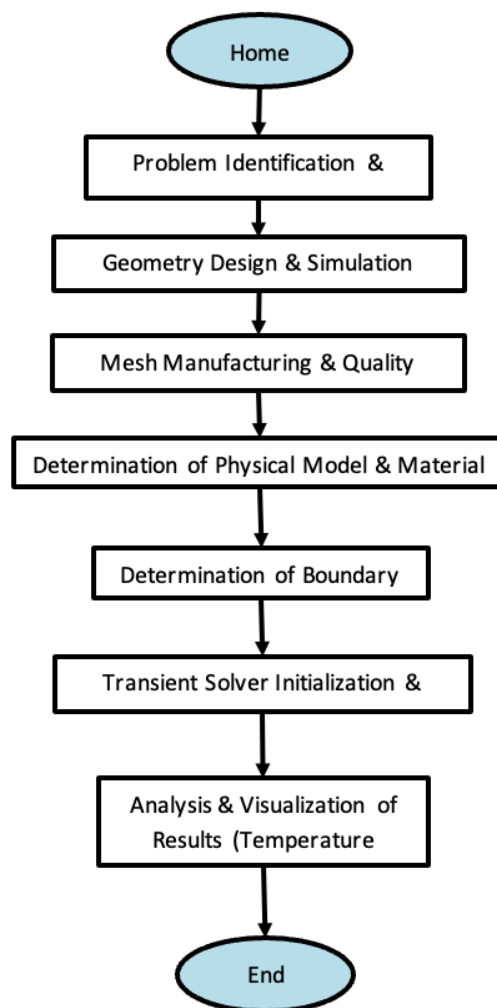 Home
Problem Identification &
Geometry Design & Simulation
Mesh Manufacturing & Quality
Determination of Physical Model & Material
Determination of Boundary
Transient Solver Initialization &
Analysis & Visualization of
Results (Temperature
End